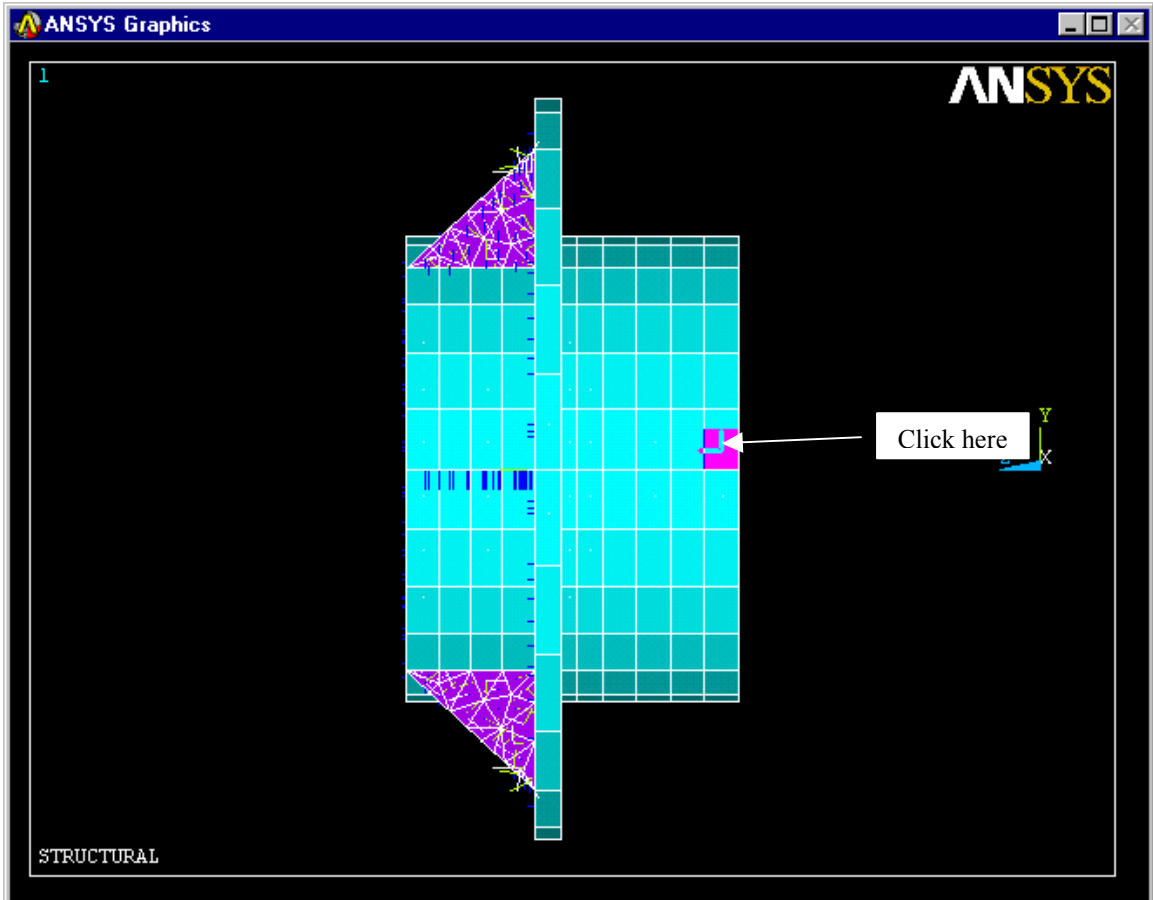 ANSYS Graphics
1
ANSYS
Y
Click here
Z
X
STRUCTURAL